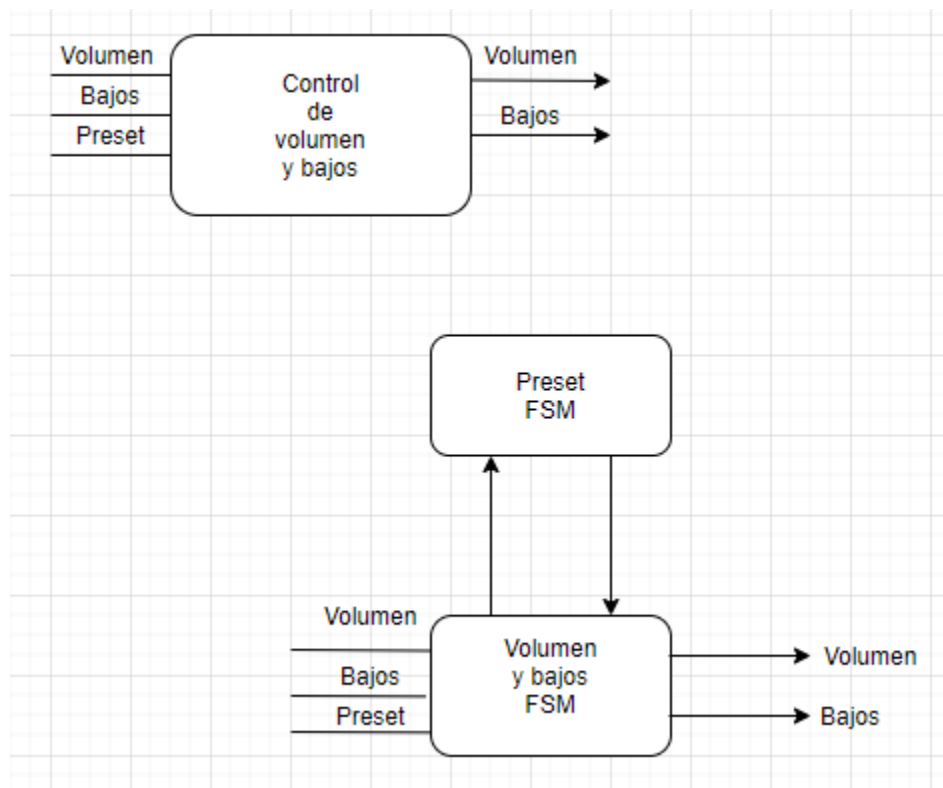 Volumen
Bajos
Preset
Control
de
volumen
y bajos
Volumen
Bajos
Preset
FSM
Volumen
Bajos
Preset
Volumen
y bajos
FSM
Volumen
Bajos